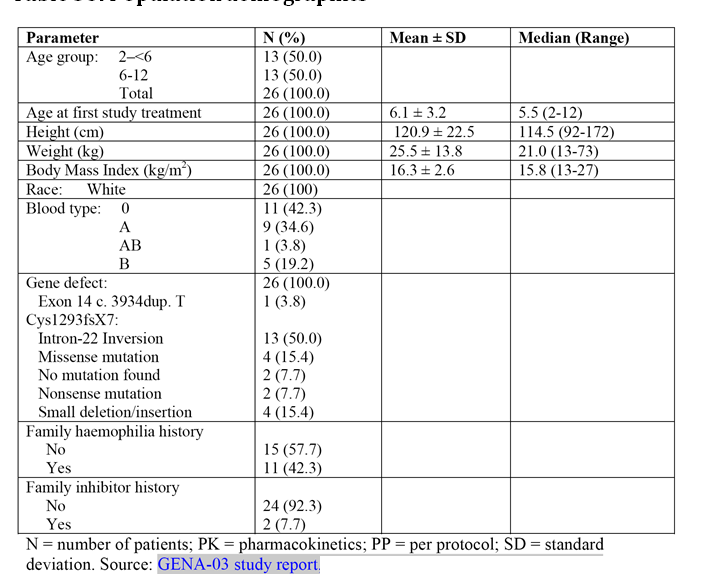 Parameter N (%) Mean ± SD Median (Range)
Age group: 2–<6 13 (50.0)
6-12 13 (50.0)
Total 26 (100.0)
Age at first study treatment 26 (100.0) 6.1 ± 3.2 5.5 (2-12)
Height (cm) 26 (100.0) 120.9 ± 22.5 114.5 (92-172)
Weight (kg) 26 (100.0) 25.5 ± 13.8 21.0 (13-73)
Body Mass Index (kg/m²) 26 (100.0) 16.3 ± 2.6 15.8 (13-27)
Race: White 26 (100)
Blood type: 0 11 (42.3)
A 9 (34.6)
AB 1 (3.8)
B 5 (19.2)
Gene defect: 26 (100.0)
Exon 14 c. 3934dup. T 1 (3.8)
Cys1293fsX7:
Intron-22 Inversion 13 (50.0)
Missense mutation 4 (15.4)
No mutation found 2 (7.7)
Nonsense mutation 2 (7.7)
Small deletion/insertion 4 (15.4)
Family haemophilia history
No 15 (57.7)
Yes 11 (42.3)
Family inhibitor history
No 24 (92.3)
Yes 2 (7.7)
N = number of patients; PK = pharmacokinetics; PP = per protocol; SD = standard
deviation. Source: GENA-03 study report.